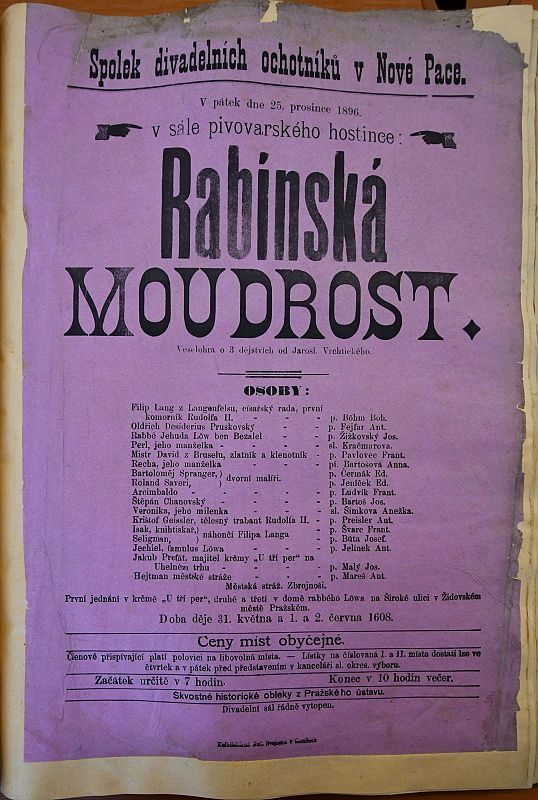 Spolek divadelních ochotníků v Nové Pace.
V pátek dne 25. prosince 1896.
v sále pivovarského hostince:
Rabínská
MOUDROST.
Veselohra o 3 dejstvích od Jarosl. Vrchlického.
OSOBY:
Filip Lang z Langenfelsu, císařský rada, první
komorník Rudolfa II. - - - - p. Böhm Boh.
Oldřich Desiderius Pruskovský - - p. Fejfar Ant.
Rabbé Jehuda Löw ben Bezalel - - p. Žižkovský Jos.
Perl, jeho manželka - - - - sl. Kračmarova.
Mistr David z Bruselu, zlatník a klenotník - p. Pavlovec Frant.
Recha, jeho manželka - - - - pí. Bartosová Anna.
Bartoloměj Spranger,) dvorní malíři. - p. Čermák Ed.
Roland Saveri,) - p. Jeníček Ed.
Arcimbaldo - - - - - p. Ludvík Frant.
Štěpán Chanovský - - - - p. Bartoš Jos.
Veronika, jeho milenka - - - - sl. Šimkova Anežka.
Krištof Geissler, tělesný trabant Rudolfa II. - p. Preisler Ant.
Isak, knihtiskař,) náhončí Filipa Langa - p. Švarc Frant.
Seligman,) - p. Bůta Josef.
Jechiel, famulus Löwa - - - - p. Jelínek Ant.
Jakub Prefát, majitel krčmy „U tří per" na
Uhelném trhu - - - - p. Malý Jos.
Hejtman městské stráže - - - - p. Mareš Ant.
Městská stráž. Zbrojnoši.
První jednání v krčmě „U tří per", druhé a třetí v domě rabbého Löwa na Široké ulici v Židovském
městě Pražském.
Doba děje 31. května a 1. a 2. června 1608.
Ceny míst obyčejné.
Členové přispívající platí polovici na libovolná místa. — Lístky na číslovaná I. a II. místa dostati lze ve
čtvrtek a v pátek před představením v kanceláři sl. okres. výboru.
Začátek určitě v 7 hodin. Konec v 10 hodin večer.
Skvostné historické obleky z Pražského ústavu.
Divadelní sál řádně vytopen.